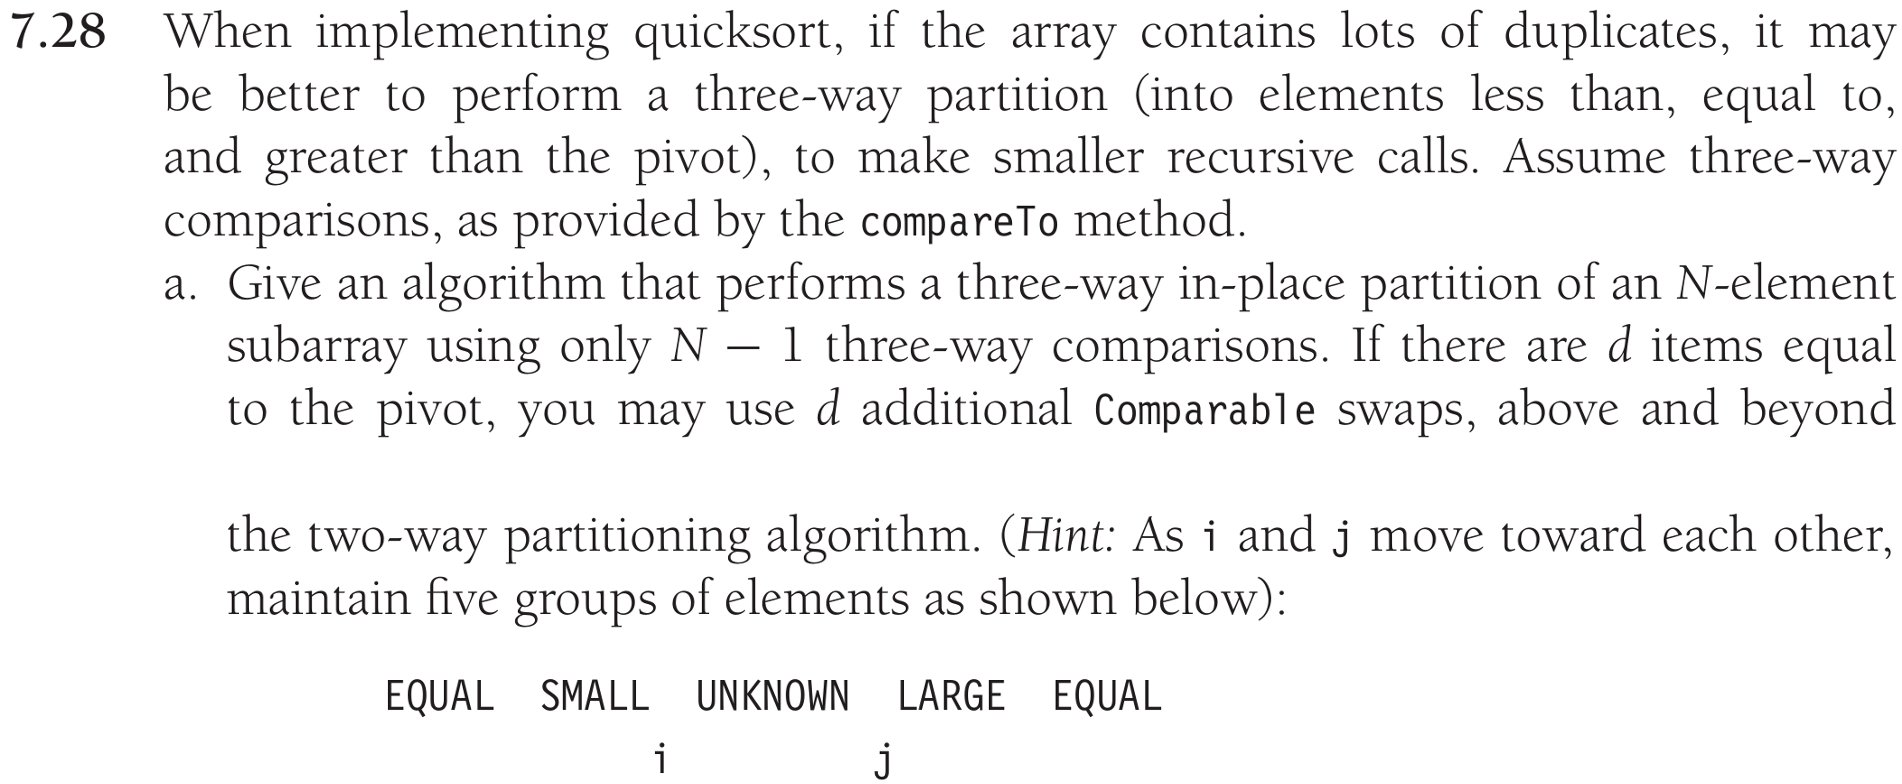 7.28 When implementing quicksort, if the array contains lots of duplicates, it may
be better to perform a three-way partition (into elements less than, equal to,
and greater than the pivot), to make smaller recursive calls. Assume three-way
comparisons, as provided by the compareTo method.
a. Give an algorithm that performs a three-way in-place partition of an N-element
subarray using only N − 1 three-way comparisons. If there are d items equal
to the pivot, you may use d additional Comparable swaps, above and beyond
the two-way partitioning algorithm. (Hint: As i and j move toward each other,
maintain five groups of elements as shown below):
EQUAL SMALL UNKNOWN LARGE EQUAL
i j